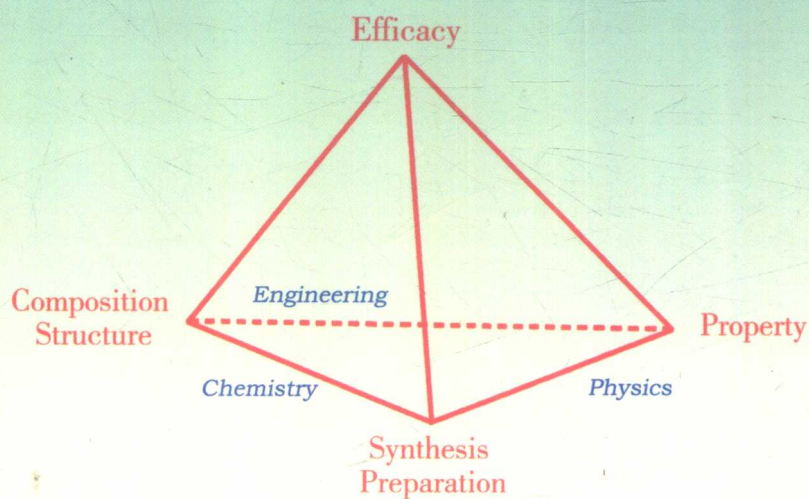 Efficacy
Engineering
Composition
Structure
Property
Chemistry
Physics
Synthesis
Preparation